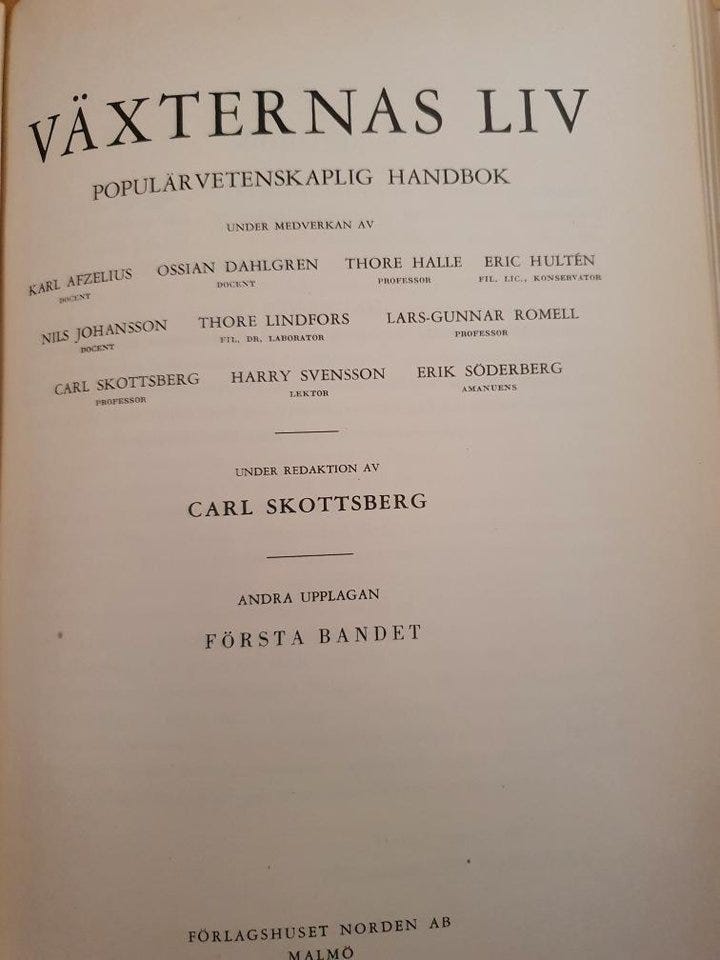 VÄXTERNAS LIV
POPULÄRVETENSKAPLIG HANDBOK
UNDER MEDVERKAN AV
KARL AFZELIUS OSSIAN DAHLGREN THORE HALLE ERIC HULTÉN
DOCENT DOCENT PROFESSOR FIL. LIC., KONSERVATOR
NILS JOHANSSON THORE LINDFORS LARS-GUNNAR ROMELL
DOCENT FIL. DR, LABORATOR PROFESSOR
CARL SKOTTSBERG HARRY SVENSSON ERIK SÖDERBERG
PROFESSOR LEKTOR AMANUENS
UNDER REDAKTION AV
CARL SKOTTSBERG
ANDRA UPPLAGAN
FÖRSTA BANDET
FÖRLAGSHUSET NORDEN AB
MALMÖ